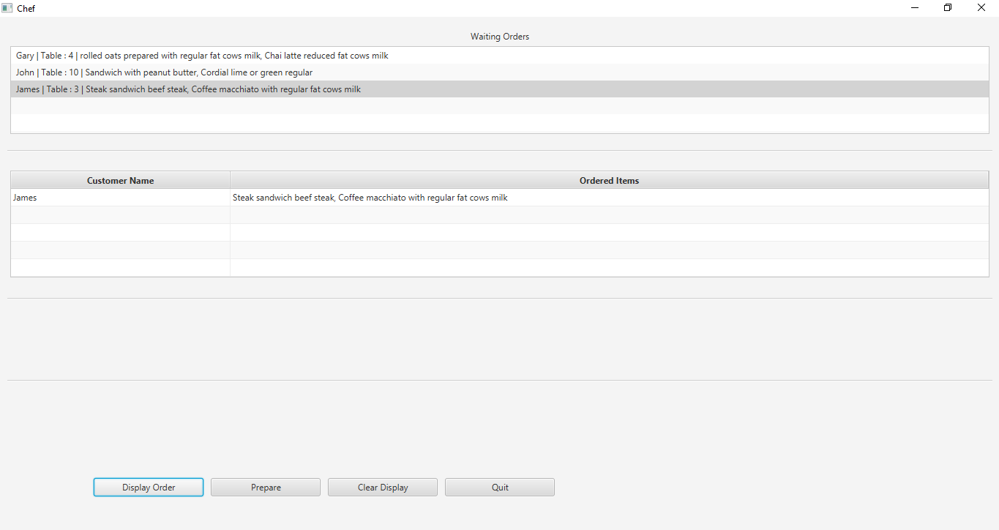 Chef
Waiting Orders
Gary | Table : 4 | rolled oats prepared with regular fat cows milk, Chai latte reduced fat cows milk
John | Table : 10 | Sandwich with peanut butter, Cordial lime or green regular
James | Table : 3 | Steak sandwich beef steak, Coffee macchiato with regular fat cows milk
Customer Name Ordered Items
James Steak sandwich beef steak, Coffee macchiato with regular fat cows milk
Display Order Prepare Clear Display Quit